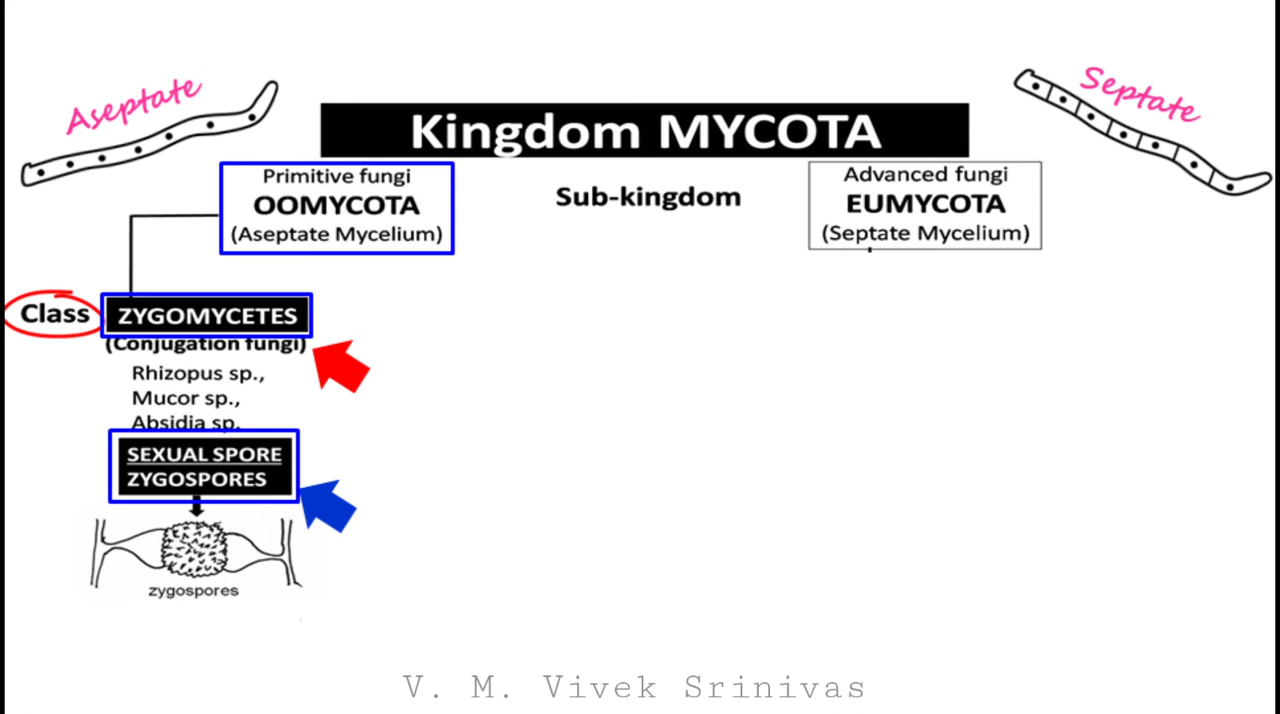 Aseptate
Septate
Kingdom MYCOTA
Primitive fungi
OOMYCOTA
(Aseptate Mycelium)
Sub-kingdom
Advanced fungi
EUMYCOTA
(Septate Mycelium)
Class
ZYGOMYCETES
(Conjugation fungi)
Rhizopus sp.,
Mucor sp.,
Absidia sp.
SEXUAL SPORE
ZYGOSPORES
zygospores
V. M. Vivek Srinivas